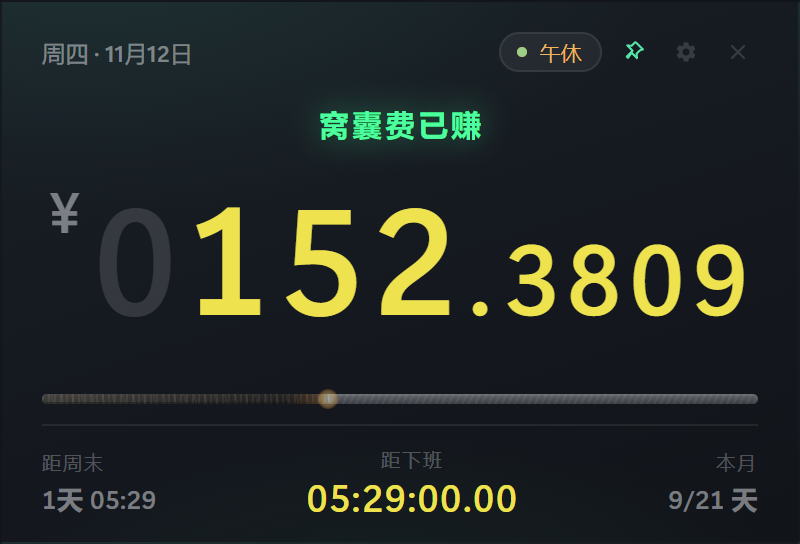 周四 · 11月12日
午休
窝囊费已赚
¥0152.3809
距周末
1天 05:29
距下班
05:29:00.00
本月
9/21 天